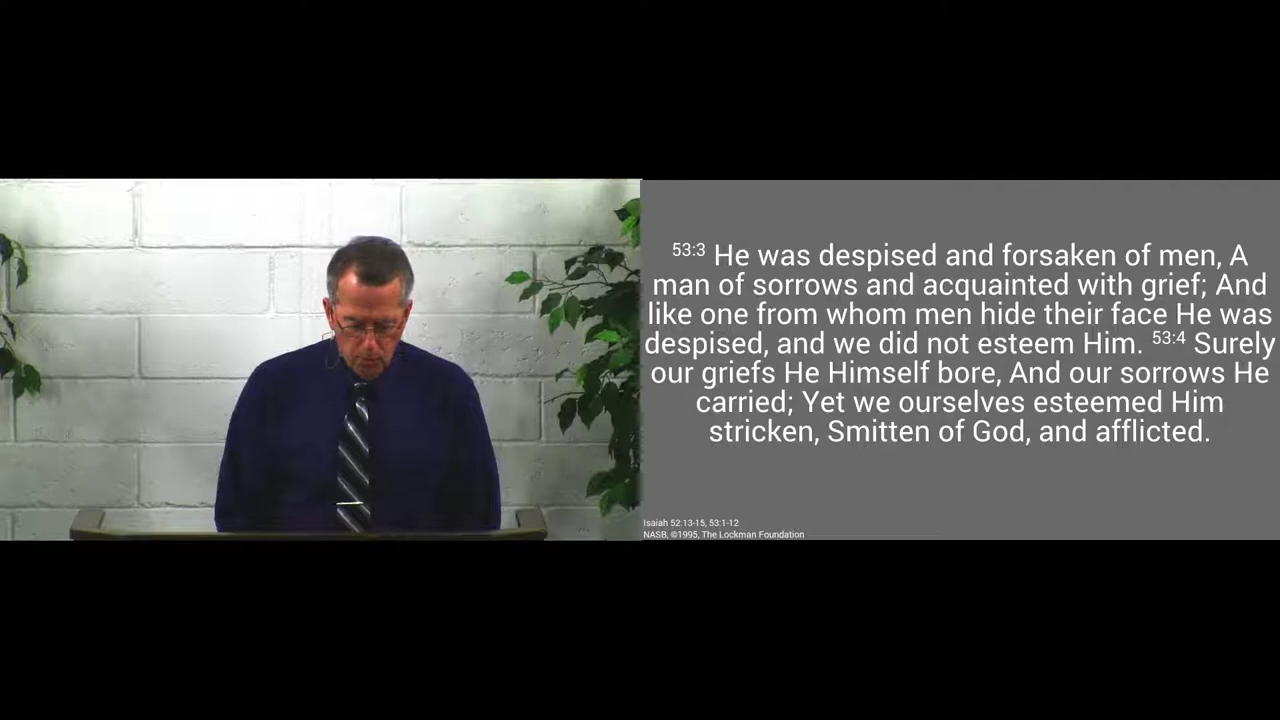 53:3 He was despised and forsaken of men, A
man of sorrows and acquainted with grief; And
like one from whom men hide their face He was
despised, and we did not esteem Him. 53:4 Surely
our griefs He Himself bore, And our sorrows He
carried; Yet we ourselves esteemed Him
stricken, Smitten of God, and afflicted.
Isaiah 52:13-15, 53:1-12
NASB, ©1995, The Lockman Foundation